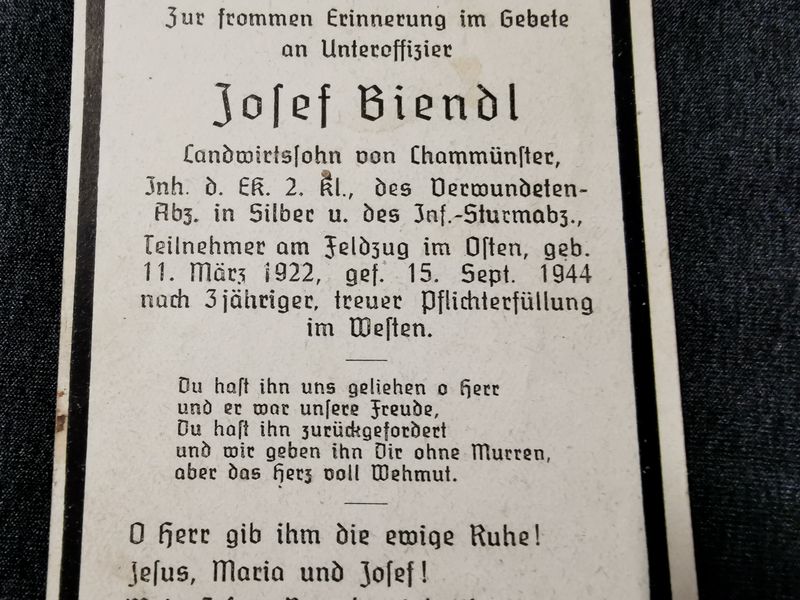 Zur frommen Erinnerung im Gebete
an Unteroffizier
Josef Biendl
Landwirtssohn von Chammünster,
Inh. d. EK. 2. Kl., des Verwundeten-
Abz. in Silber u. des Inf.-Sturmabz.,
Teilnehmer am Feldzug im Osten, geb.
11. März 1922, gef. 15. Sept. 1944
nach 3jähriger, treuer Pflichterfüllung
im Westen.
Du hast ihn uns geliehen o Herr
und er war unsere Freude,
Du hast ihn zurückgefordert
und wir geben ihn Dir ohne Murren,
aber das Herz voll Wehmut.
O Herr gib ihm die ewige Ruhe!
Jesus, Maria und Josef!